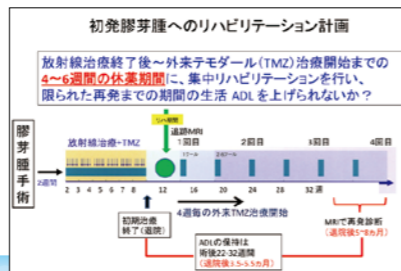 初発膠芽腫へのリハビリテーション計画
放射線治療終了後～外来テモダール(TMZ)治療開始までの
4～6週間の休薬期間に、集中リハビリテーションを行い、
限られた再発までの期間の生活 ADL を上げられないか？
膠芽腫手術
放射線治療+TMZ
リハ期間
追跡MRI
1回目
2回目
3回目
4回目
1クール
2週間
2 3 4 5 6 7 8
12
16
20
24
28
32 週
初期治療
終了(退院)
4週毎の外来TMZ治療開始
MRIで再発診断
(退院後5~8カ月)
ADLの保持は
術後22-32週間
(退院後3.5-5.5カ月)